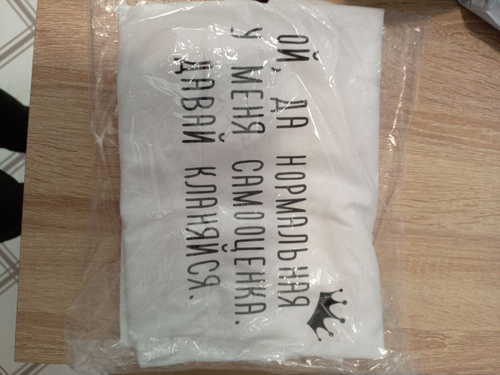 ОЙ, ДА НОРМАЛЬНАЯ
У МЕНЯ САМООЦЕНКА.
ДАВАЙ КЛАНЯЙСЯ.